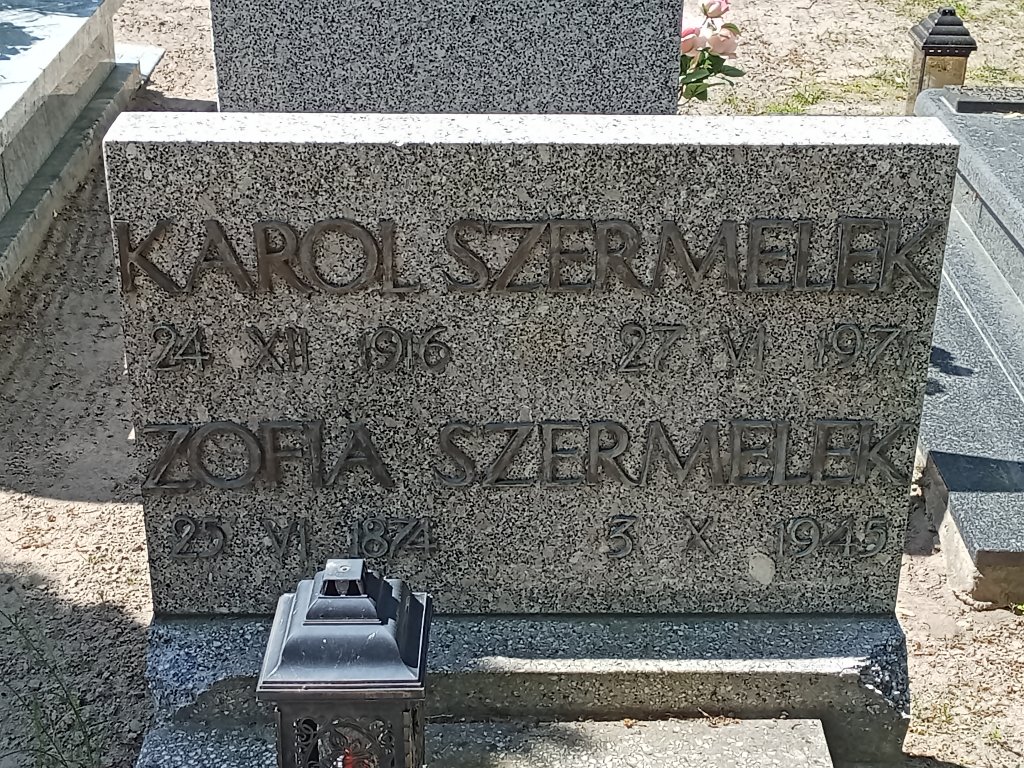 KAROL SZERMELEK
24 XII 1916 27 VI 1971
ZOFIA SZERMELEK
25 VI 1874 3 X 1945